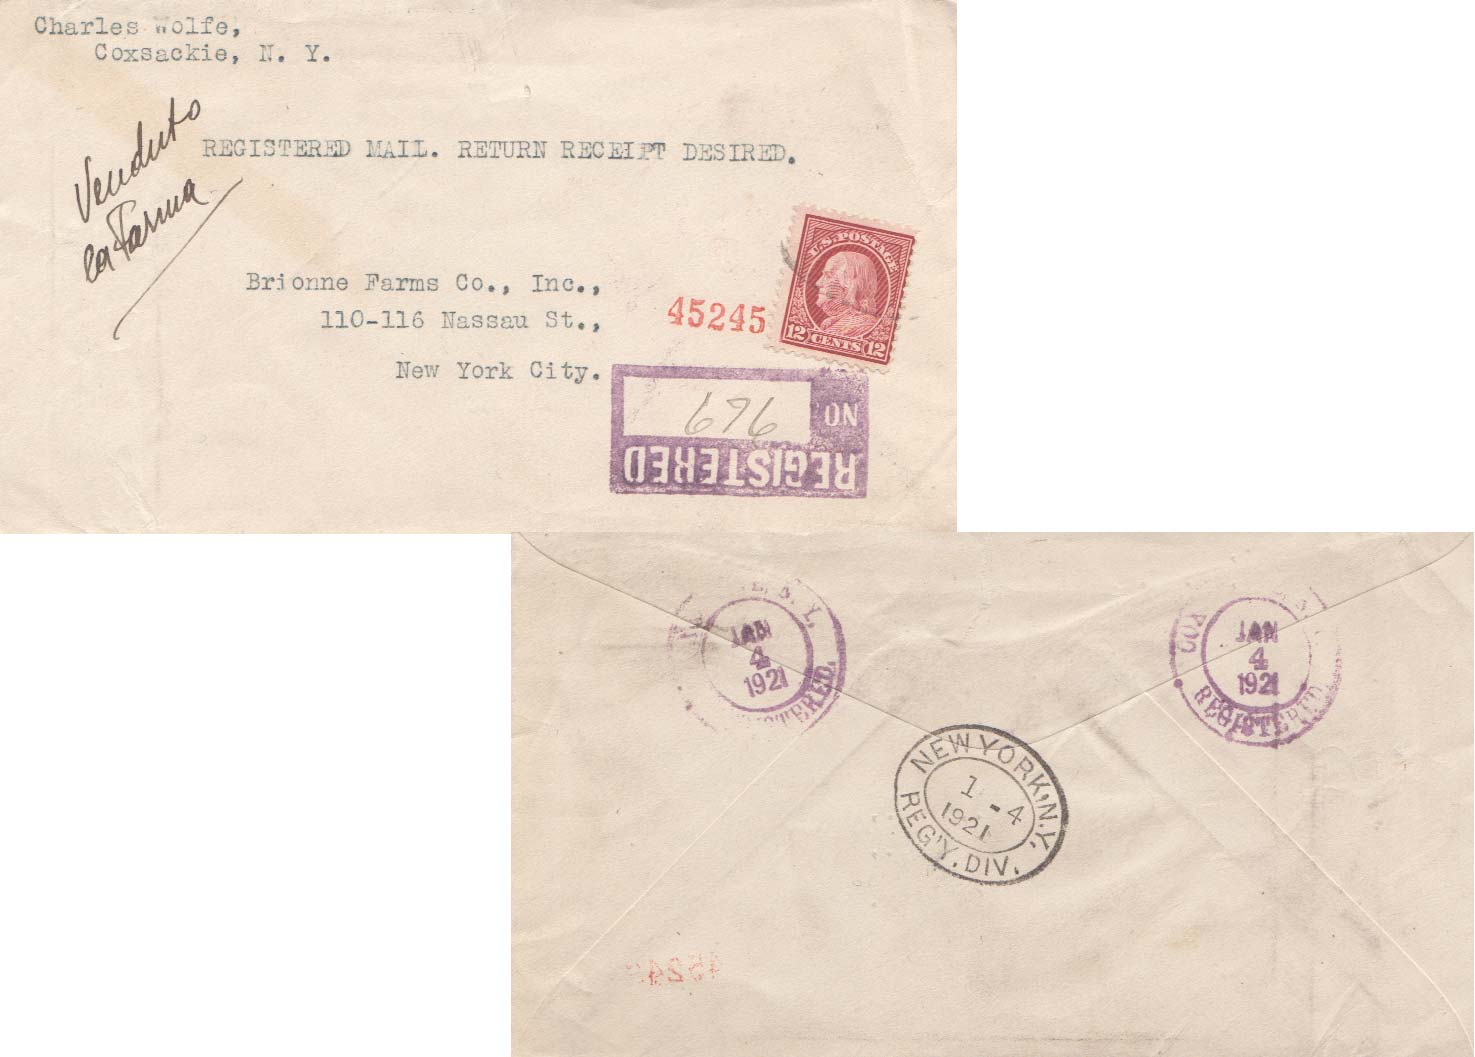 Charles Wolfe,
Coxsackie, N. Y.
Venduto
la Farma
REGISTERED MAIL. RETURN RECEIPT DESIRED.
U.S. POSTAGE
12 CENTS 12
Brionne Farms Co., Inc.,
110-116 Nassau St.,
New York City.
45245
NO.
676
REGISTERED
N. Y.
JAN
4
1921
REGISTERED.
JAN
4
1921
REGISTERED
NEW YORK, N.Y.
1-4
1921
REG'Y. DIV.